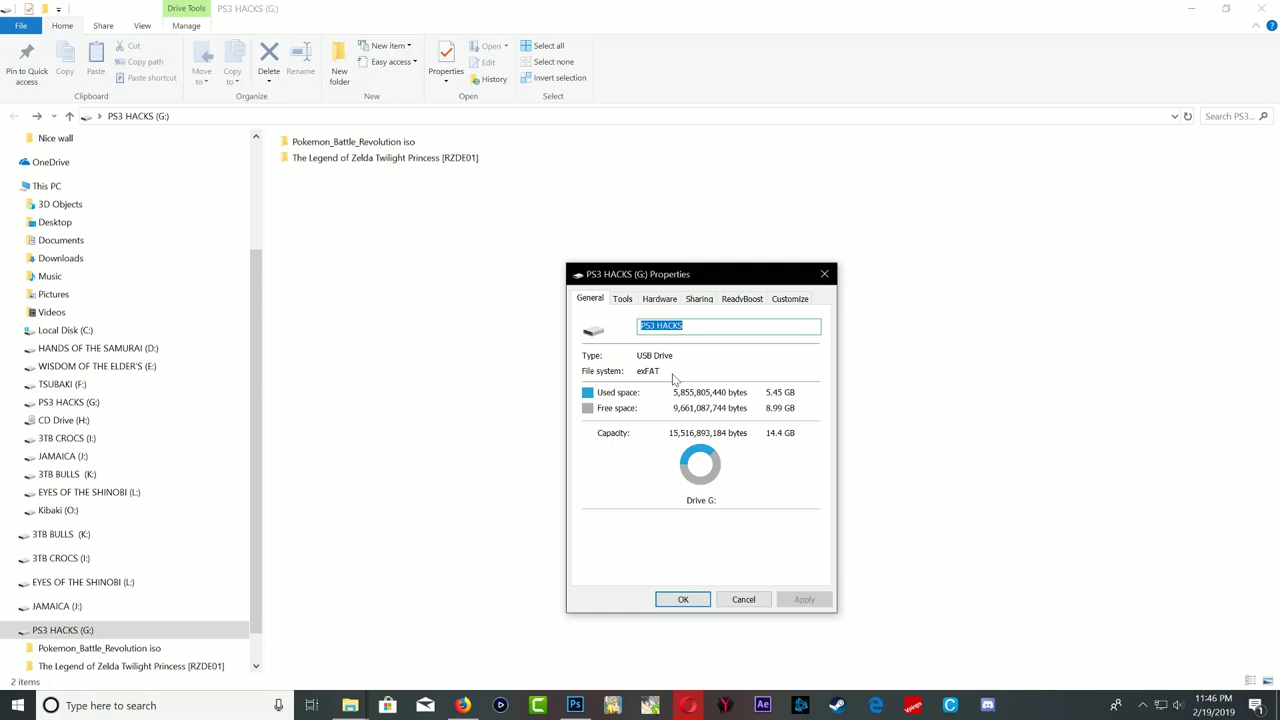 Drive Tools
PS3 HACKS (G:)
File
Home
Share
View
Manage
Pin to Quick access
Copy
Paste
Cut
Copy path
Paste shortcut
Clipboard
Move to
Copy to
Delete
Rename
Organize
New folder
New item
Easy access
New
Properties
Open
Edit
History
Open
Select all
Select none
Invert selection
Select
PS3 HACKS (G:)
Search PS3...
Nice wall
OneDrive
This PC
3D Objects
Desktop
Documents
Downloads
Music
Pictures
Videos
Local Disk (C:)
HANDS OF THE SAMURAI (D:)
WISDOM OF THE ELDER'S (E:)
TSUBAKI (F:)
PS3 HACKS (G:)
CD Drive (H:)
3TB CROCS (I:)
JAMAICA (J:)
3TB BULLS (K:)
EYES OF THE SHINOBI (L:)
Kibaki (O:)
3TB BULLS (K:)
3TB CROCS (I:)
EYES OF THE SHINOBI (L:)
JAMAICA (J:)
PS3 HACKS (G:)
Pokemon_Battle_Revolution iso
The Legend of Zelda Twilight Princess [RZDE01]
2 items
Pokemon_Battle_Revolution iso
The Legend of Zelda Twilight Princess [RZDE01]
PS3 HACKS (G:) Properties
General
Tools
Hardware
Sharing
ReadyBoost
Customize
PS3 HACKS
Type: USB Drive
File system: exFAT
Used space: 5,855,805,440 bytes 5.45 GB
Free space: 9,661,087,744 bytes 8.99 GB
Capacity: 15,516,893,184 bytes 14.4 GB
Drive G:
OK
Cancel
Apply
Type here to search
Ps
Ae
11:46 PM
2/19/2019